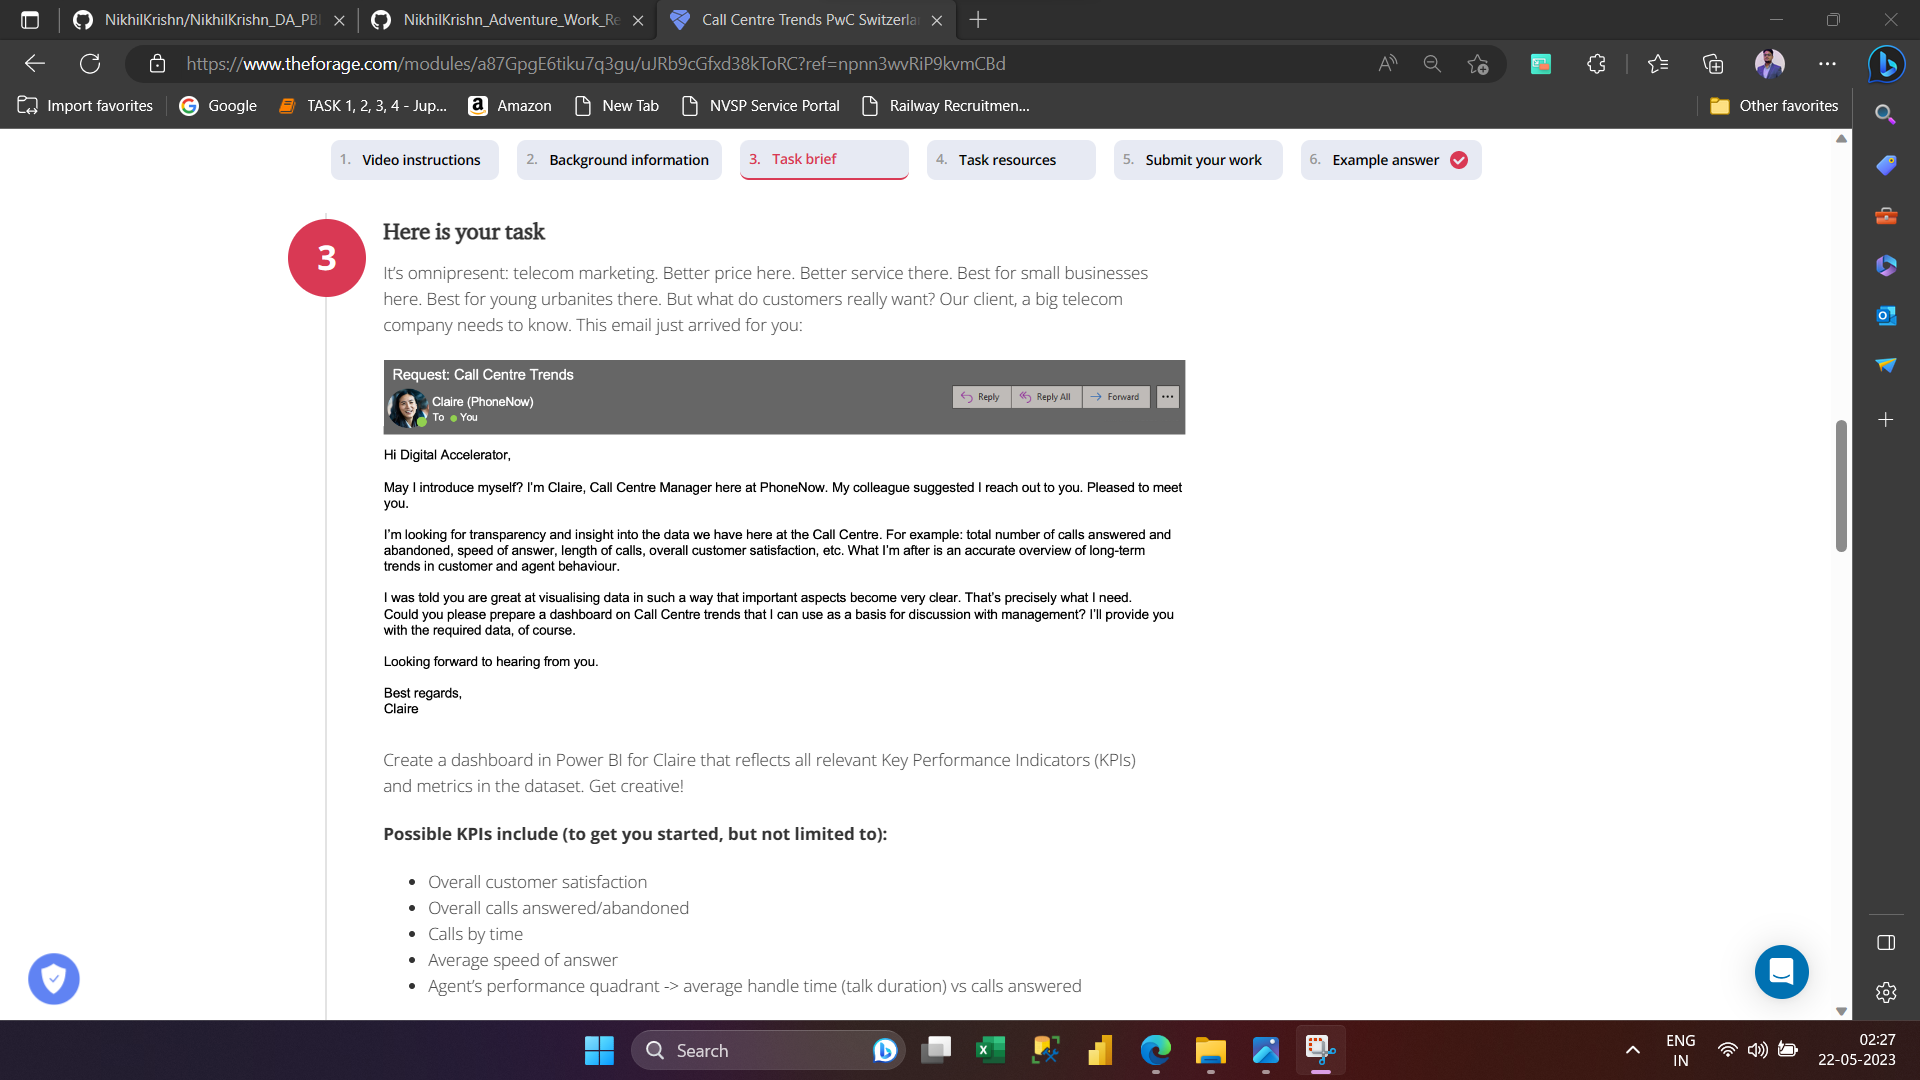 NikhilKrishn/NikhilKrishn_DA_PB
NikhilKrishn_Adventure_Work_Re
Call Centre Trends PwC Switzerla
https://www.theforage.com/modules/a87GpgE6tiku7q3gu/uJRb9cGfxd38kToRC?ref=npnn3wvRiP9kvmCBd
Import favorites
Google
TASK 1, 2, 3, 4 - Jup...
Amazon
New Tab
NVSP Service Portal
Railway Recruitmen...
Other favorites
1. Video instructions
2. Background information
3. Task brief
4. Task resources
5. Submit your work
6. Example answer
3
Here is your task
It's omnipresent: telecom marketing. Better price here. Better service there. Best for small businesses
here. Best for young urbanites there. But what do customers really want? Our client, a big telecom
company needs to know. This email just arrived for you:
Request: Call Centre Trends
Claire (PhoneNow)
To You
Reply
Reply All
Forward
Hi Digital Accelerator,
May I introduce myself? I'm Claire, Call Centre Manager here at PhoneNow. My colleague suggested I reach out to you. Pleased to meet
you.
I'm looking for transparency and insight into the data we have here at the Call Centre. For example: total number of calls answered and
abandoned, speed of answer, length of calls, overall customer satisfaction, etc. What I'm after is an accurate overview of long-term
trends in customer and agent behaviour.
I was told you are great at visualising data in such a way that important aspects become very clear. That's precisely what I need.
Could you please prepare a dashboard on Call Centre trends that I can use as a basis for discussion with management? I'll provide you
with the required data, of course.
Looking forward to hearing from you.
Best regards,
Claire
Create a dashboard in Power BI for Claire that reflects all relevant Key Performance Indicators (KPIs)
and metrics in the dataset. Get creative!
Possible KPIs include (to get you started, but not limited to):
• Overall customer satisfaction
• Overall calls answered/abandoned
• Calls by time
• Average speed of answer
• Agent's performance quadrant -> average handle time (talk duration) vs calls answered
Search
ENG
IN
02:27
22-05-2023